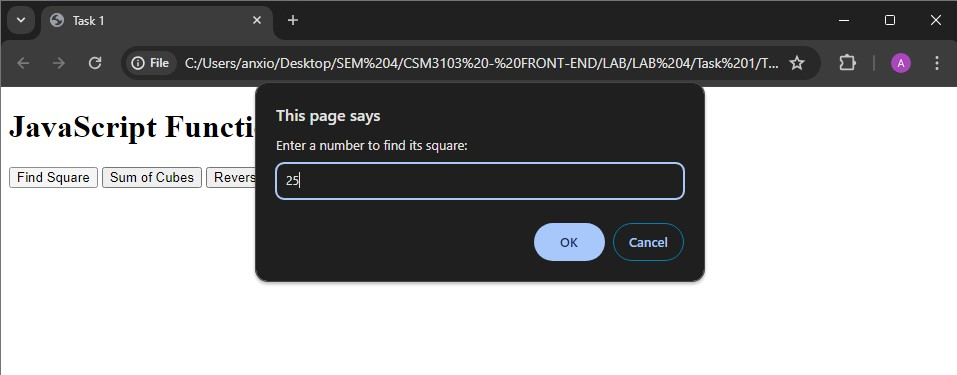 Task 1
File C:/Users/anxio/Desktop/SEM%204/CSM3103%20-%20FRONT-END/LAB/LAB%204/Task%201/T...
A
This page says
Enter a number to find its square:
25
OK Cancel
JavaScript Functi
Find Square Sum of Cubes Revers